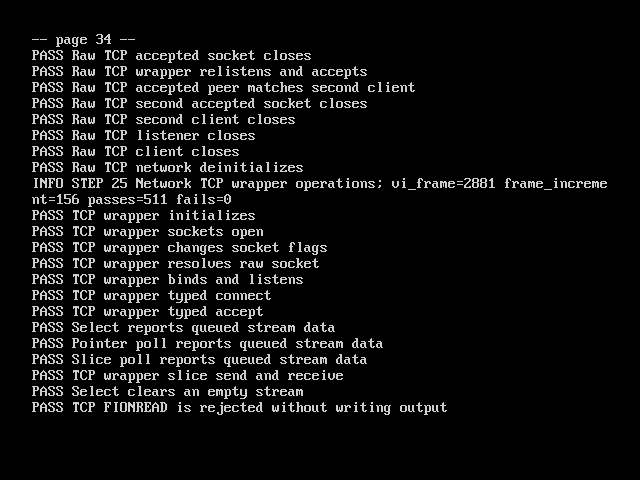 -- page 34 --
PASS Raw TCP accepted socket closes
PASS Raw TCP wrapper relistens and accepts
PASS Raw TCP accepted peer matches second client
PASS Raw TCP second accepted socket closes
PASS Raw TCP second client closes
PASS Raw TCP listener closes
PASS Raw TCP client closes
PASS Raw TCP network deinitializes
INFO STEP 25 Network TCP wrapper operations; vi_frame=2881 frame_increme
nt=156 passes=511 fails=0
PASS TCP wrapper initializes
PASS TCP wrapper sockets open
PASS TCP wrapper changes socket flags
PASS TCP wrapper resolves raw socket
PASS TCP wrapper binds and listens
PASS TCP wrapper typed connect
PASS TCP wrapper typed accept
PASS Select reports queued stream data
PASS Pointer poll reports queued stream data
PASS Slice poll reports queued stream data
PASS TCP wrapper slice send and receive
PASS Select clears an empty stream
PASS TCP FIONREAD is rejected without writing output